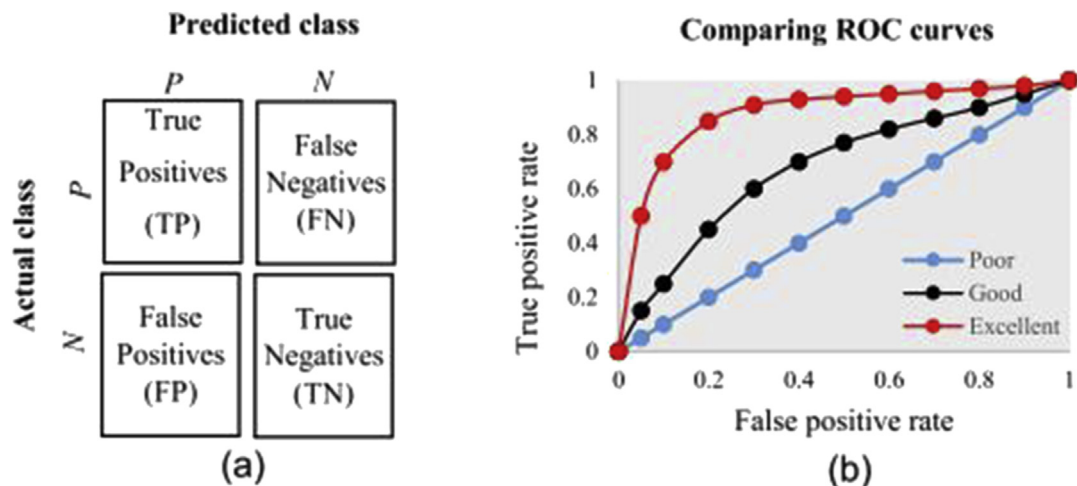 Predicted class
P N
Actual class
P
N
True
Positives
(TP)
False
Negatives
(FN)
False
Positives
(FP)
True
Negatives
(TN)
(a)
Comparing ROC curves
True positive rate
1
0.8
0.6
0.4
0.2
0
0 0.2 0.4 0.6 0.8 1
False positive rate
Poor
Good
Excellent
(b)